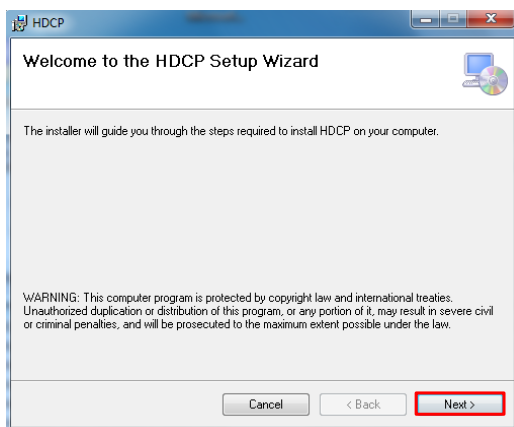 HDCP
Welcome to the HDCP Setup Wizard
The installer will guide you through the steps required to install HDCP on your computer.
WARNING: This computer program is protected by copyright law and international treaties.
Unauthorized duplication or distribution of this program, or any portion of it, may result in severe civil
or criminal penalties, and will be prosecuted to the maximum extent possible under the law.
Cancel < Back Next >